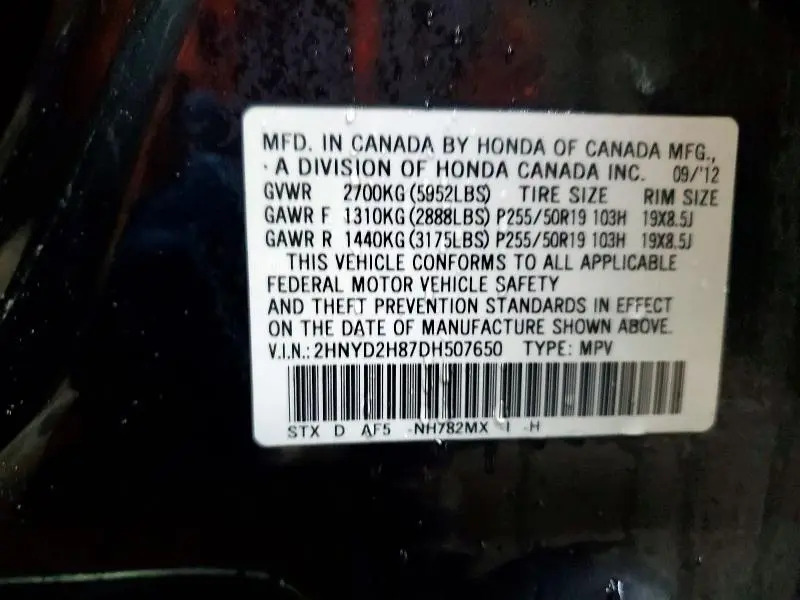 MFD. IN CANADA BY HONDA OF CANADA MFG.,
A DIVISION OF HONDA CANADA INC. 09/'12
GVWR 2700KG (5952LBS) TIRE SIZE RIM SIZE
GAWR F 1310KG (2888LBS) P255/50R19 103H 19X8.5J
GAWR R 1440KG (3175LBS) P255/50R19 103H 19X8.5J
THIS VEHICLE CONFORMS TO ALL APPLICABLE
FEDERAL MOTOR VEHICLE SAFETY
AND THEFT PREVENTION STANDARDS IN EFFECT
ON THE DATE OF MANUFACTURE SHOWN ABOVE.
V.I.N.: 2HNYD2H87DH507650 TYPE: MPV
STX D AF5 -NH782MX I -H